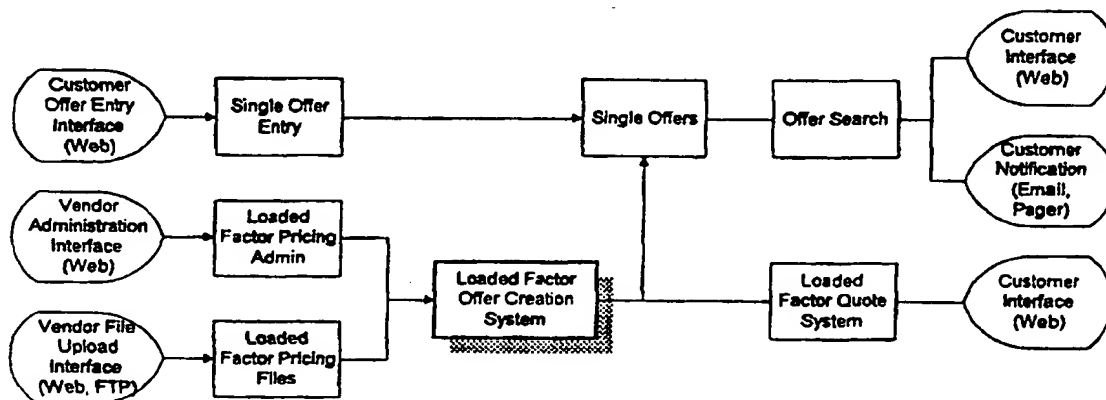 Customer
Offer Entry
Interface
(Web)
Single Offer
Entry
Single Offers
Offer Search
Customer
Interface
(Web)
Customer
Notification
(Email,
Pager)
Vendor
Administration
Interface
(Web)
Loaded
Factor Pricing
Admin
Loaded Factor
Offer Creation
System
Loaded
Factor Quote
System
Customer
Interface
(Web)
Vendor File
Upload
Interface
(Web, FTP)
Loaded
Factor Pricing
Files